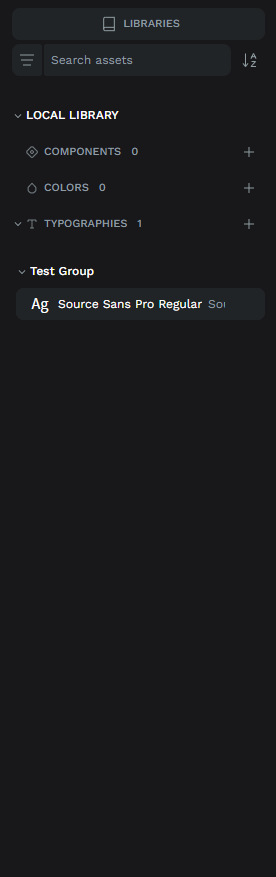 LIBRARIES
Search assets
LOCAL LIBRARY
COMPONENTS 0
COLORS 0
TYPOGRAPHIES 1
Test Group
Ag Source Sans Pro Regular